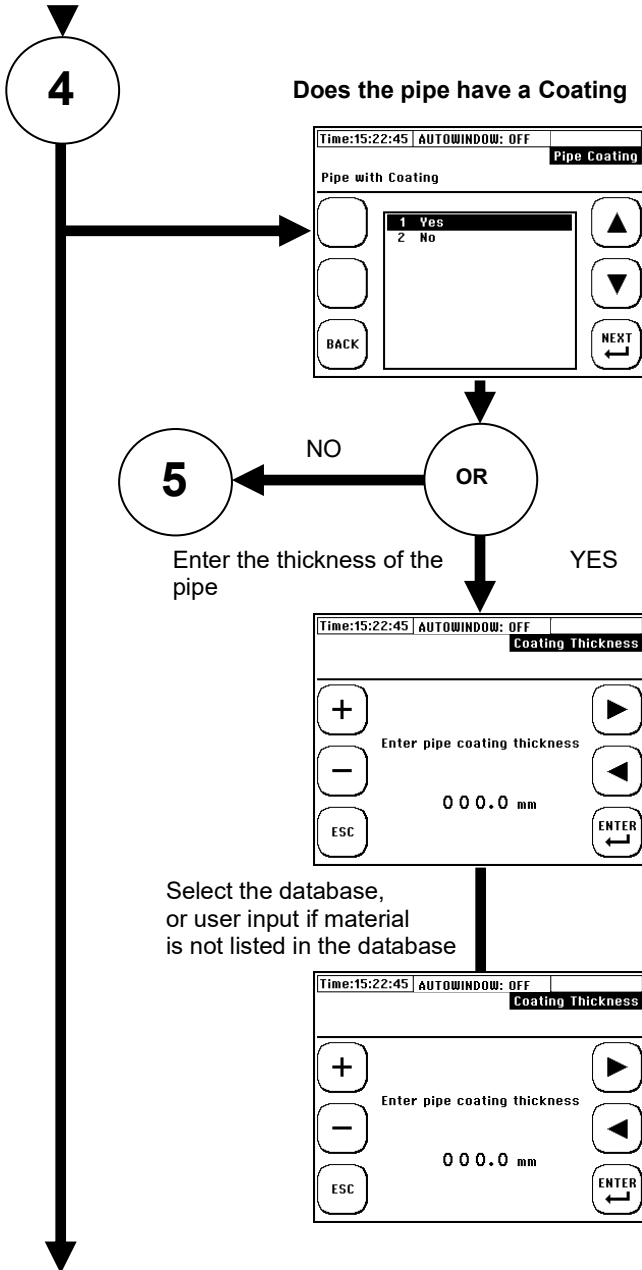 4
Does the pipe have a Coating
Time:15:22:45 AUTOWINDOW: OFF
Pipe Coating
Pipe with Coating
1 Yes
2 No
BACK
NEXT
NO
OR
5
Enter the thickness of the
pipe
YES
Time:15:22:45 AUTOWINDOW: OFF
Coating Thickness
+
Enter pipe coating thickness
−
000.0 mm
ESC
ENTER
Select the database,
or user input if material
is not listed in the database
Time:15:22:45 AUTOWINDOW: OFF
Coating Thickness
+
Enter pipe coating thickness
−
000.0 mm
ESC
ENTER